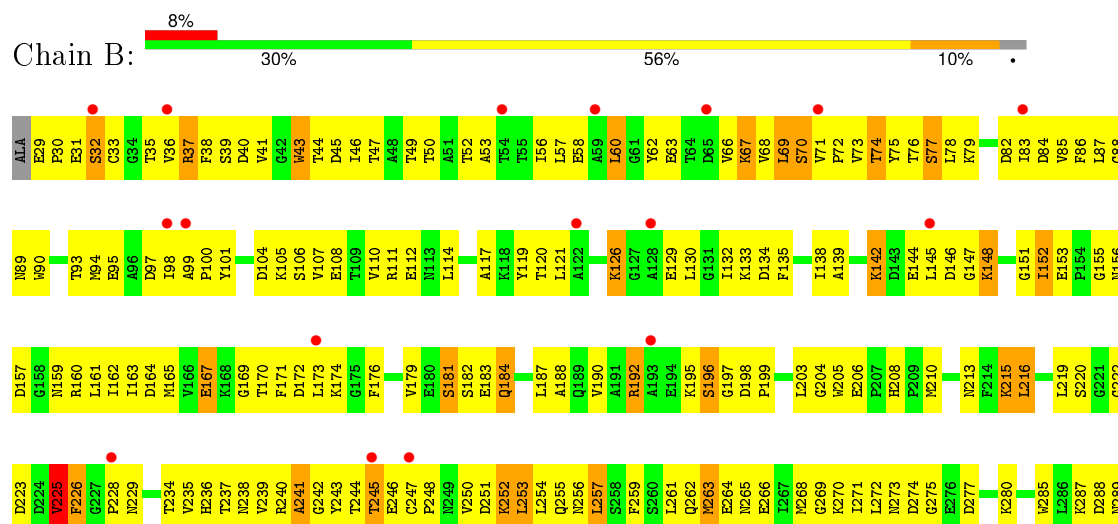 8%
Chain B:
30% 56% 10% •
ALA E29 P30 E31 S32 C33 G34 T35 V36 R37 F38 S39 D40 V41 G42 W43 T44 D45 I46 T47 A48 T49 T50 A51 T52 A53 T54 T55 I56 L57 E58 A59 L60 G61 Y62 E63 T64 D65 V66 K67 V68 L69 S70 V71 P72 V73 T74 Y75 T76 S77 L78 K79 D82 I83 D84 V85 F86 L87 G88
N89 W90 T93 M94 E95 A96 D97 I98 A99 P100 Y101 D104 K105 S106 V107 E108 T109 V110 R111 E112 N113 L114 A117 K118 Y119 T120 L121 A122 K126 G127 A128 E129 L130 G131 I132 K133 D134 F135 I138 A139 K142 D143 E144 L145 D146 G147 K148 G151 I152 E153 P154 G155 N156
D157 G158 N159 R160 L161 I162 I163 D164 M165 V166 E167 K168 G169 T170 F171 D172 L173 K174 G175 F176 V179 E180 S181 S182 E183 Q184 L187 A188 Q189 V190 A191 R192 A193 E194 K195 S196 G197 D198 P199 L203 G204 W205 E206 P207 H208 P209 M210 N213 F214 K215 L216 L219 S220 G221 G222
D223 D224 V225 F226 G227 P228 N229 T234 V235 H236 T237 N238 V239 R240 A241 G242 Y243 T244 T245 E246 C247 P248 N249 V250 D251 K252 L253 L254 Q255 N256 L257 S258 F259 S260 L261 Q262 M263 E264 N265 E266 I267 M268 G269 K270 I271 L272 N273 D274 G275 E276 D277 K280 W285 L286 K287 D288 N289